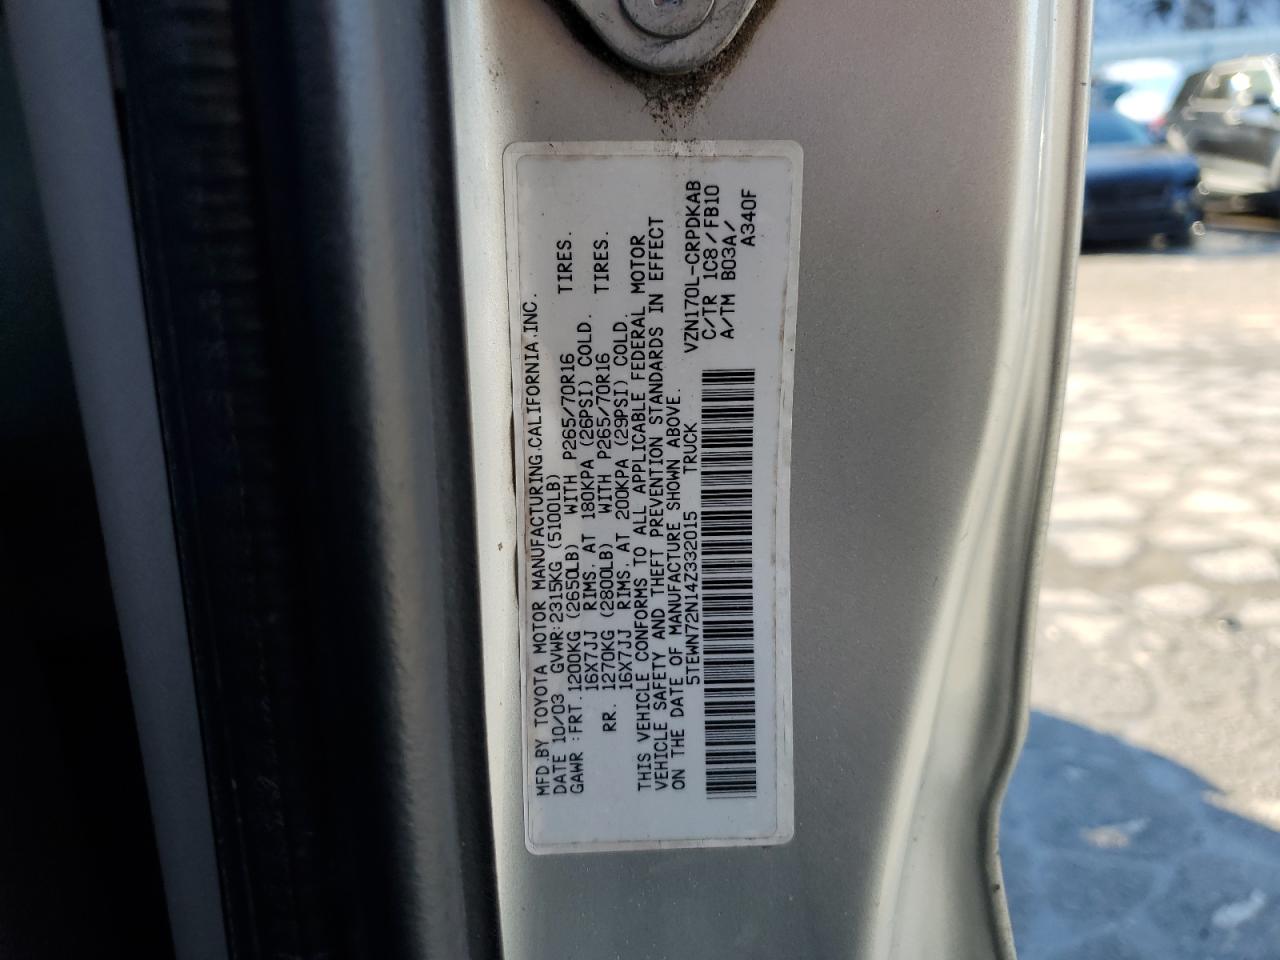 MFD.BY TOYOTA MOTOR MANUFACTURING.CALIFORNIA.INC.
DATE 10/03 GVWR:2315KG (5100LB)
GAWR :FRT.1200KG (2650LB) WITH P265/70R16 TIRES.
16X7JJ RIMS. AT 180KPA (26PSI) COLD.
RR. 1270KG (2800LB) WITH P265/70R16 TIRES.
16X7JJ RIMS. AT 200KPA (29PSI) COLD.
THIS VEHICLE CONFORMS TO ALL APPLICABLE FEDERAL MOTOR
VEHICLE SAFETY AND THEFT PREVENTION STANDARDS IN EFFECT
ON THE DATE OF MANUFACTURE SHOWN ABOVE.
5TEWN72N14Z332015 TRUCK
VZN170L-CRPDKAB
C/TR 1C8/FB10
A/TM B03A/
A340F